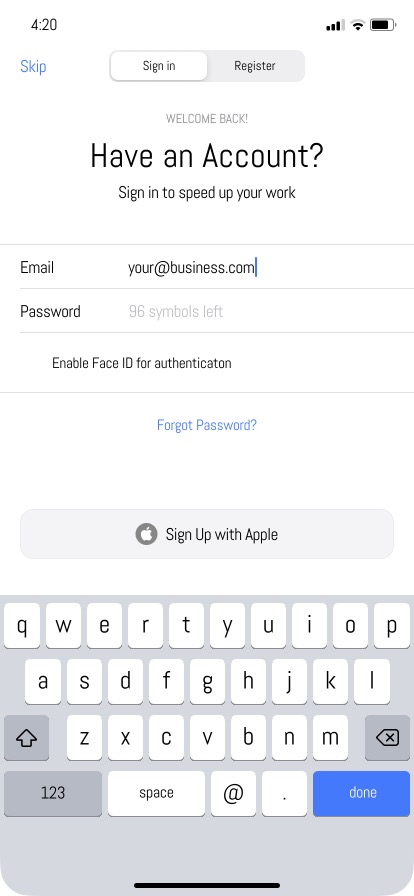 4:20
Skip
Sign in
Register
WELCOME BACK!
Have an Account?
Sign in to speed up your work
Email your@business.com
Password 96 symbols left
Enable Face ID for authenticaton
Forgot Password?
Sign Up with Apple
q w e r t y u i o p
a s d f g h j k l
z x c v b n m
123 space @ . done